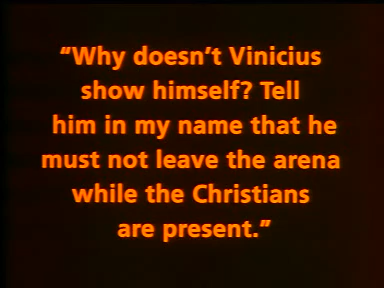 “Why doesn’t Vinicius
show himself? Tell
him in my name that he
must not leave the arena
while the Christians
are present.”